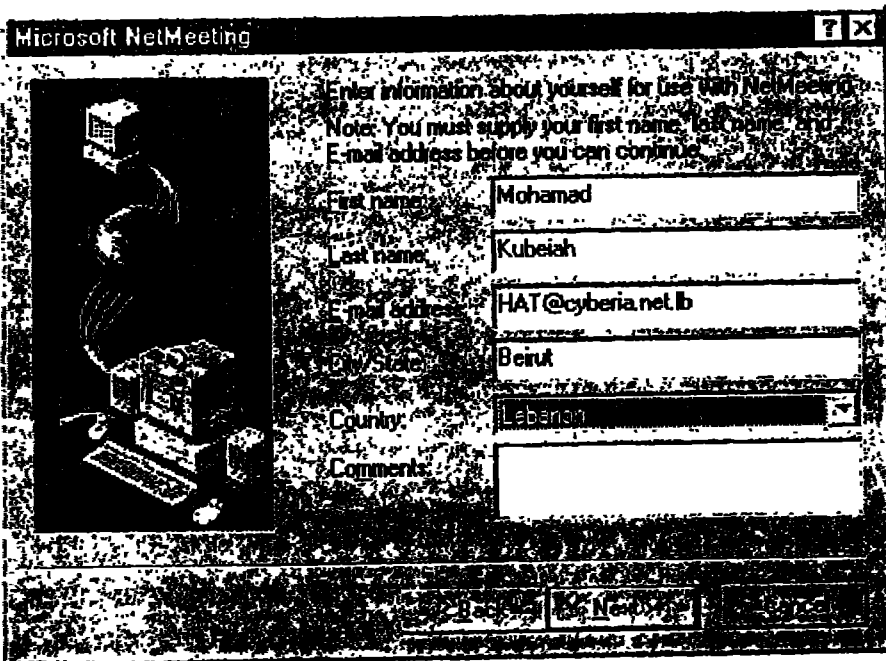 Microsoft NetMeeting
Enter information about yourself for use with NetMeeting.
Note: You must supply your first name, last name, and
E-mail address before you can continue.
First name: Mohamad
Last name: Kubeiah
E-mail address: HAT@cyberia.net.lb
City/State: Beirut
Country: Lebanon
Comments:
< Back Next > Cancel